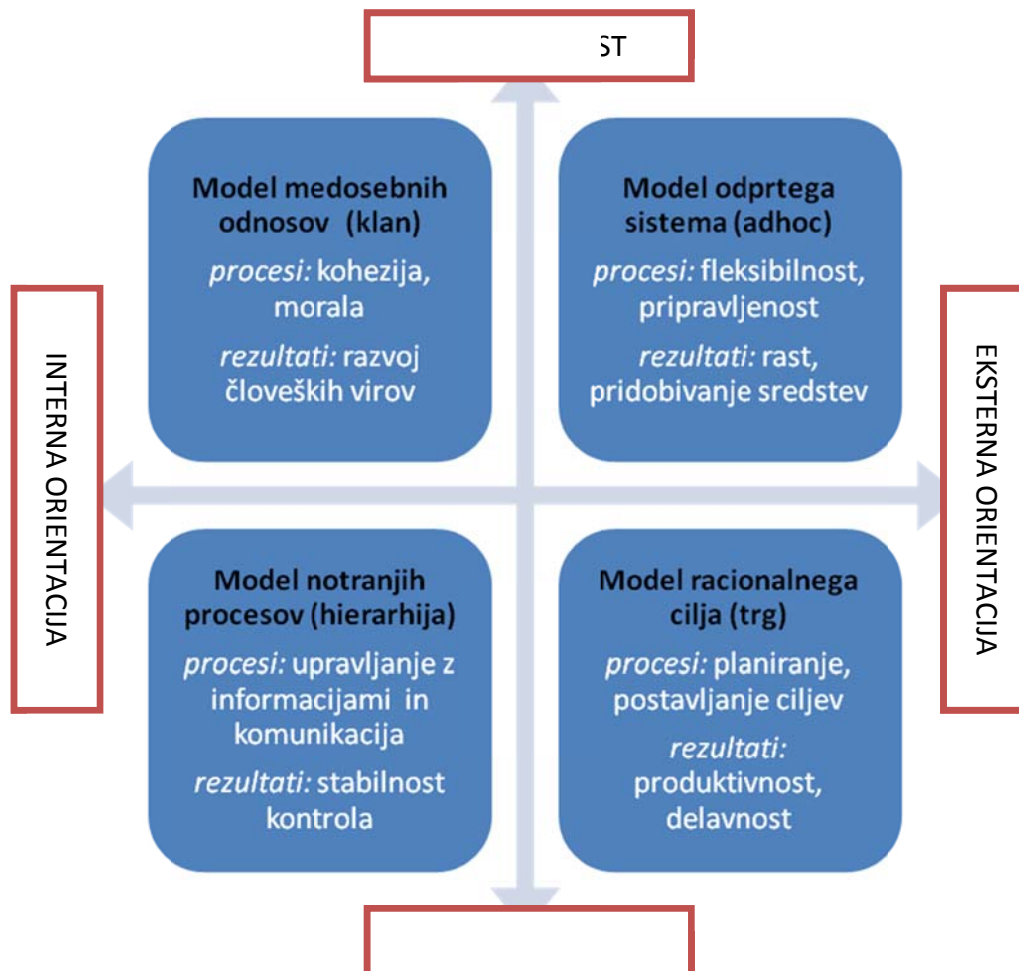 ST
Model medosebnih
odnosov (klan)
procesi: kohezija,
morala
rezultati: razvoj
človeških virov
Model odprtega
sistema (adhoc)
procesi: fleksibilnost,
pripravljenost
rezultati: rast,
pridobivanje sredstev
INTERNA ORIENTACIJA
EKSTERNA ORIENTACIJA
Model notranjih
procesov (hierarhija)
procesi: upravljanje z
informacijami in
komunikacija
rezultati: stabilnost
kontrola
Model racionalnega
cilja (trg)
procesi: planiranje,
postavljanje ciljev
rezultati:
produktivnost,
delavnost